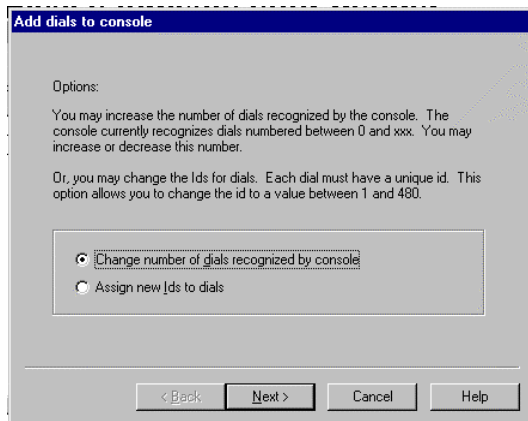 Add dials to console
Options:
You may increase the number of dials recognized by the console. The
console currently recognizes dials numbered between 0 and xxx. You may
increase or decrease this number.
Or, you may change the Ids for dials. Each dial must have a unique id. This
option allows you to change the id to a value between 1 and 480.
Change number of dials recognized by console
Assign new Ids to dials
< Back
Next >
Cancel
Help